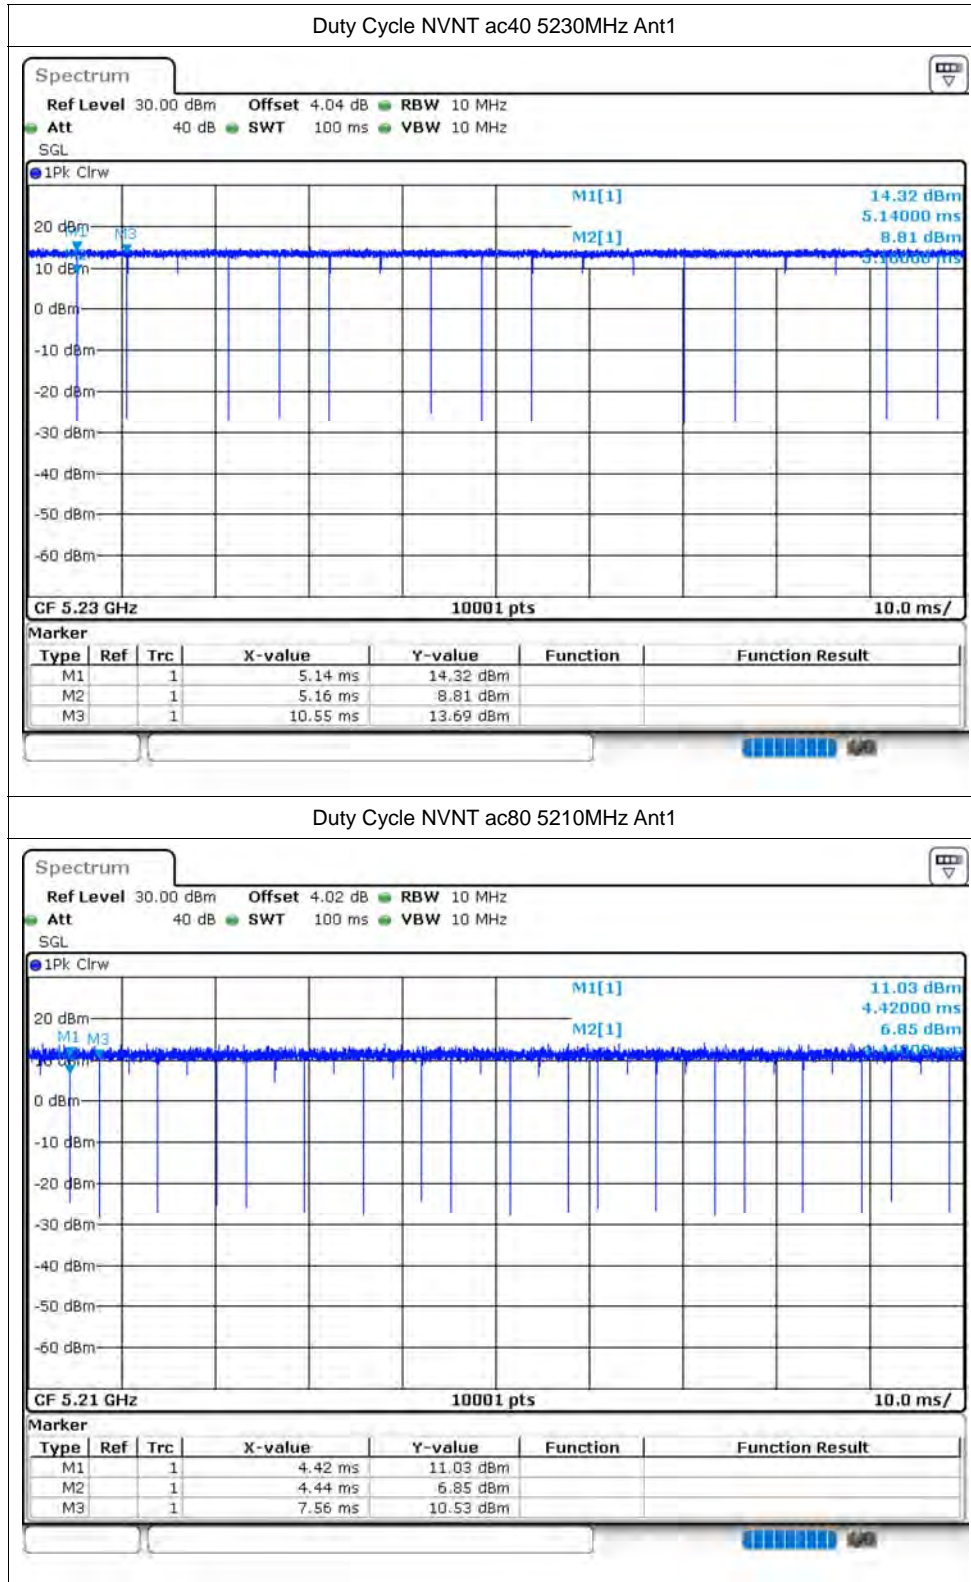 Duty Cycle NVNT ac40 5230MHz Ant1
Spectrum
Ref Level 30.00 dBm Offset 4.04 dB RBW 10 MHz
Att 40 dB SWT 100 ms VBW 10 MHz
SGL
1Pk Clrw
M1[1] 14.32 dBm
5.14000 ms
20 dBm
M1 M3
M2[1] 8.81 dBm
5.16000 ms
10 dBm
0 dBm
-10 dBm
-20 dBm
-30 dBm
-40 dBm
-50 dBm
-60 dBm
CF 5.23 GHz 10001 pts 10.0 ms/
Marker
Type Ref Trc X-value Y-value Function Function Result
M1 1 5.14 ms 14.32 dBm
M2 1 5.16 ms 8.81 dBm
M3 1 10.55 ms 13.69 dBm
Duty Cycle NVNT ac80 5210MHz Ant1
Spectrum
Ref Level 30.00 dBm Offset 4.02 dB RBW 10 MHz
Att 40 dB SWT 100 ms VBW 10 MHz
SGL
1Pk Clrw
M1[1] 11.03 dBm
4.42000 ms
20 dBm
M1 M3
M2[1] 6.85 dBm
0 dBm
-10 dBm
-20 dBm
-30 dBm
-40 dBm
-50 dBm
-60 dBm
CF 5.21 GHz 10001 pts 10.0 ms/
Marker
Type Ref Trc X-value Y-value Function Function Result
M1 1 4.42 ms 11.03 dBm
M2 1 4.44 ms 6.85 dBm
M3 1 7.56 ms 10.53 dBm